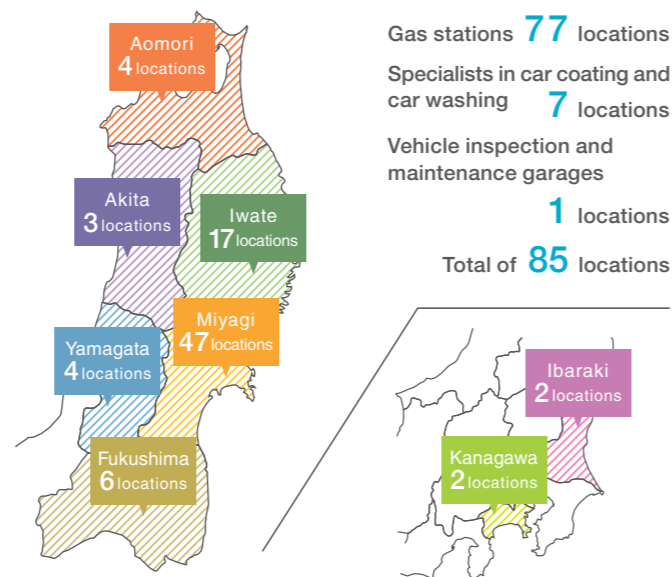 Aomori
4 locations
Akita
3 locations
Iwate
17 locations
Miyagi
47 locations
Yamagata
4 locations
Fukushima
6 locations
Gas stations 77 locations
Specialists in car coating and
car washing 7 locations
Vehicle inspection and
maintenance garages
1 locations
Total of 85 locations
Ibaraki
2 locations
Kanagawa
2 locations